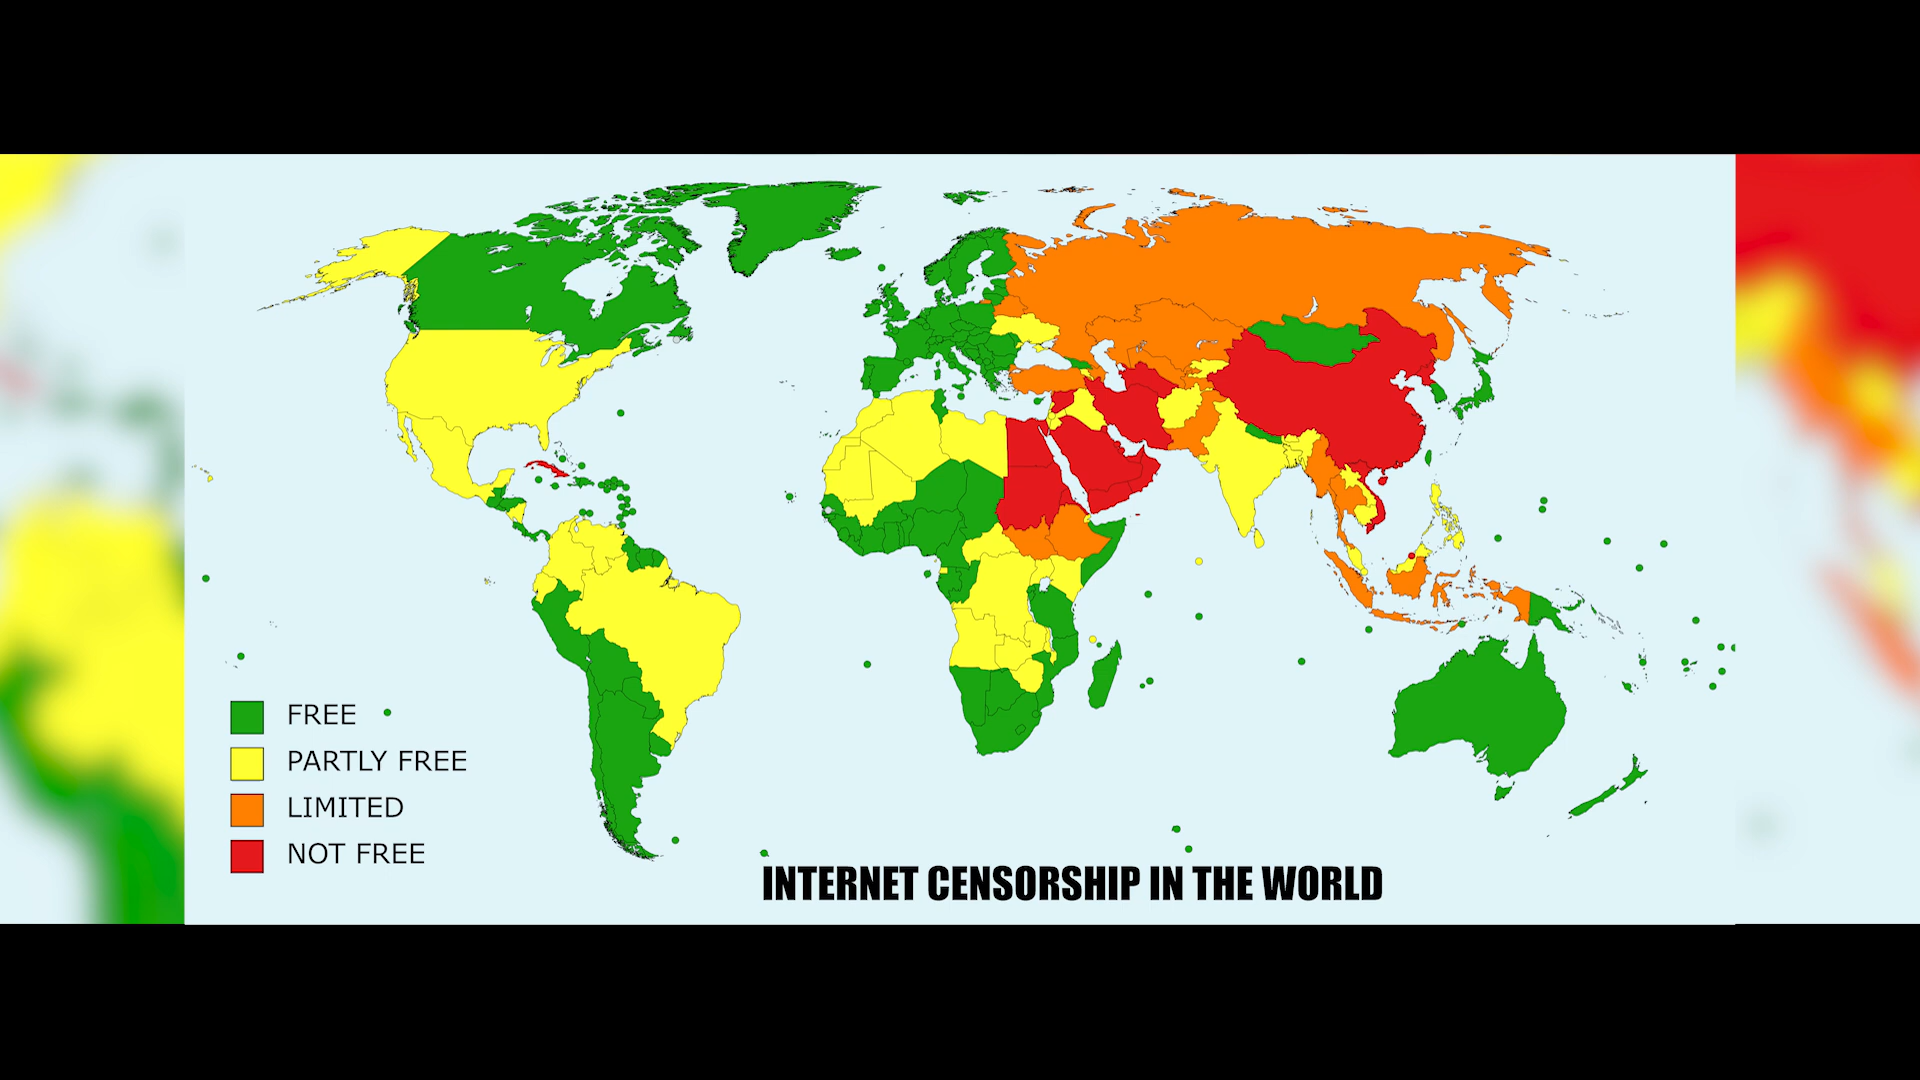 FREE
PARTLY FREE
LIMITED
NOT FREE
INTERNET CENSORSHIP IN THE WORLD